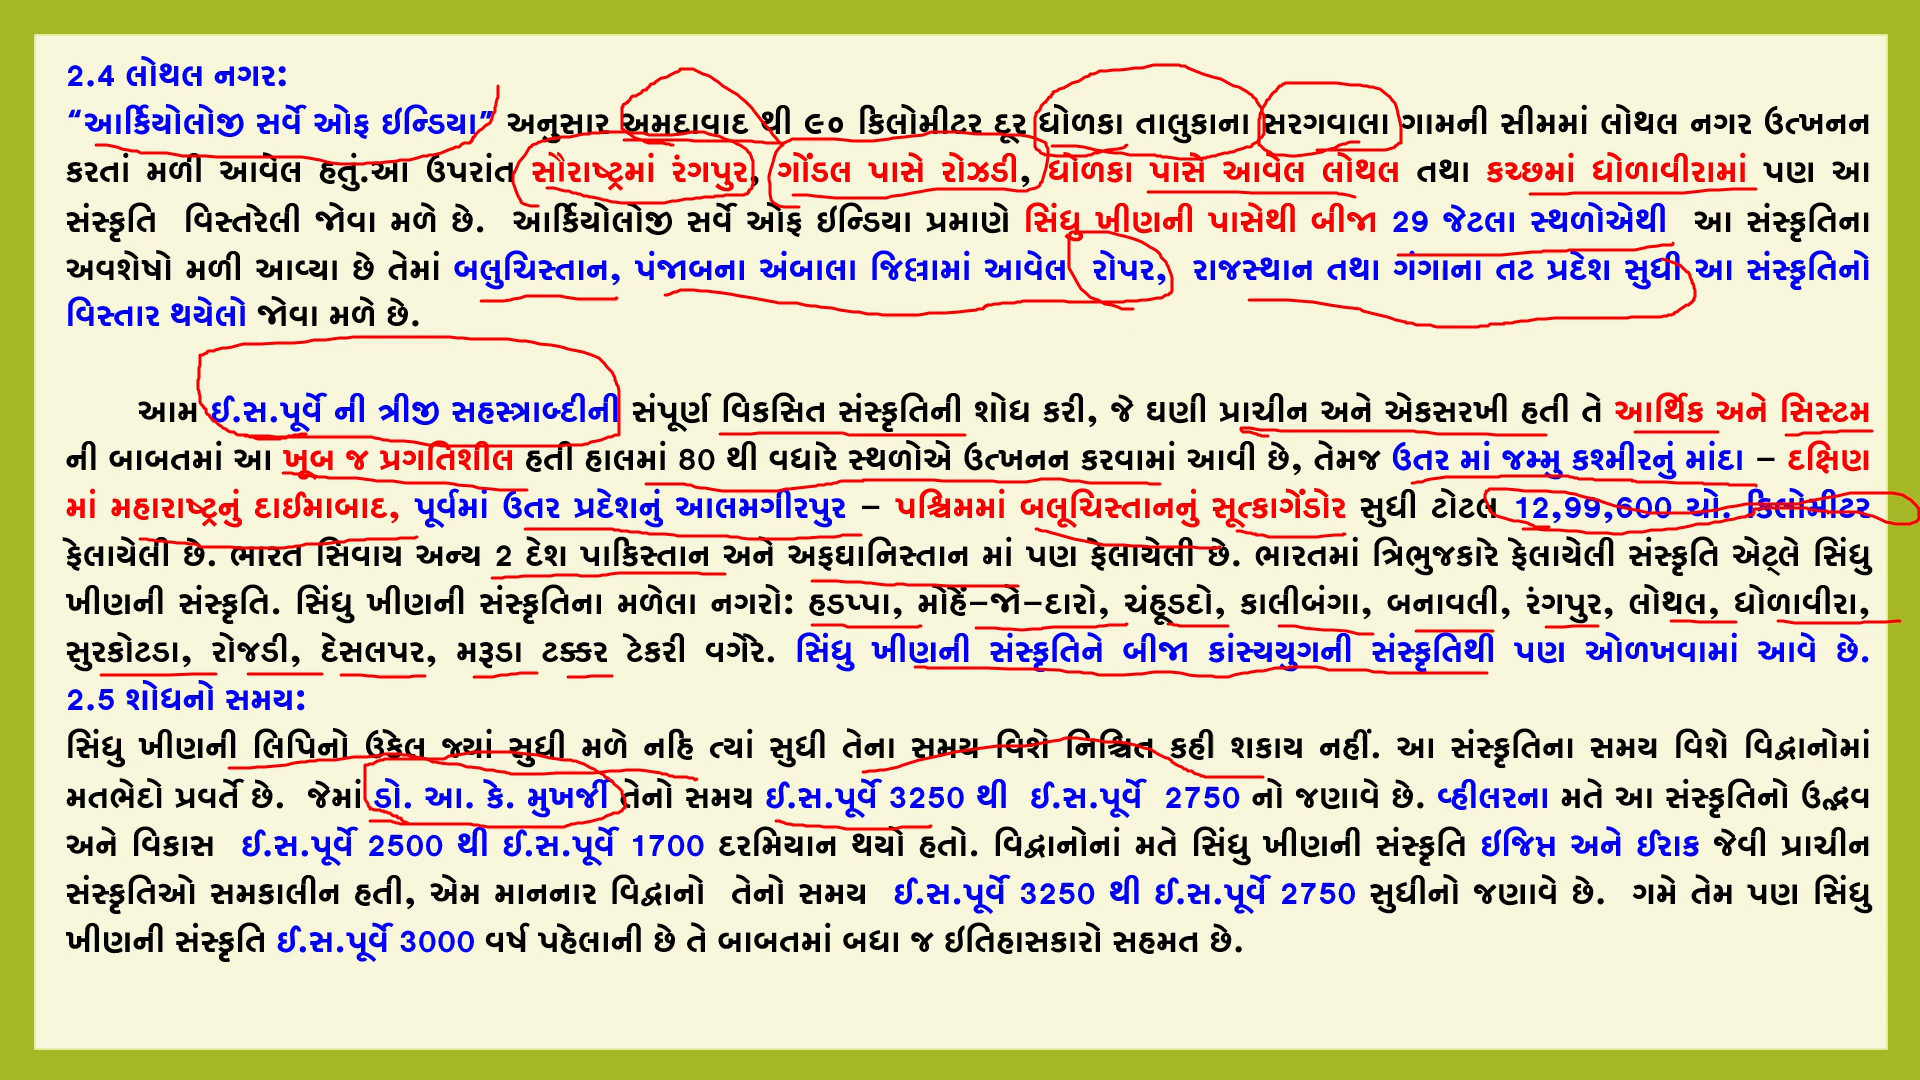 2.4 લોથલ નગર:
“આર્કિયોલોજી સર્વે ઓફ ઇન્ડિયા” અનુસાર અમદાવાદ થી ૯૦ કિલોમીટર દૂર ધોળકા તાલુકાના સરગવાલા ગામની સીમમાં લોથલ નગર ઉત્ખનન
કરતાં મળી આવેલ હતું.આ ઉપરાંત સૌરાષ્ટ્રમાં રંગપુર, ગોંડલ પાસે રોઝડી, ધોળકા પાસે આવેલ લોથલ તથા કચ્છમાં ધોળાવીરામાં પણ આ
સંસ્કૃતિ વિસ્તરેલી જોવા મળે છે. આર્કિયોલોજી સર્વે ઓફ ઇન્ડિયા પ્રમાણે સિંધુ ખીણની પાસેથી બીજા 29 જેટલા સ્થળોએથી આ સંસ્કૃતિના
અવશેષો મળી આવ્યા છે તેમાં બલુચિસ્તાન, પંજાબના અંબાલા જિલ્લામાં આવેલ રોપર, રાજસ્થાન તથા ગંગાના તટ પ્રદેશ સુધી આ સંસ્કૃતિનો
વિસ્તાર થયેલો જોવા મળે છે.
આમ ઈ.સ.પૂર્વે ની ત્રીજી સહસ્ત્રાબ્દીની સંપૂર્ણ વિકસિત સંસ્કૃતિની શોધ કરી, જે ઘણી પ્રાચીન અને એકસરખી હતી તે આર્થિક અને સિસ્ટમ
ની બાબતમાં આ ખૂબ જ પ્રગતિશીલ હતી હાલમાં 80 થી વધારે સ્થળોએ ઉત્ખનન કરવામાં આવી છે, તેમજ ઉતર માં જમ્મુ કશ્મીરનું માંદા – દક્ષિણ
માં મહારાષ્ટ્રનું દાઈમાબાદ, પૂર્વમાં ઉતર પ્રદેશનું આલમગીરપુર – પશ્ચિમમાં બલૂચિસ્તાનનું સૂત્કાગેંડોર સુધી ટોટલ 12,99,600 ચો. કિલોમીટર
ફેલાયેલી છે. ભારત સિવાય અન્ય 2 દેશ પાકિસ્તાન અને અફઘાનિસ્તાન માં પણ ફેલાયેલી છે. ભારતમાં ત્રિભુજકારે ફેલાયેલી સંસ્કૃતિ એટ્લે સિંધુ
ખીણની સંસ્કૃતિ. સિંધુ ખીણની સંસ્કૃતિના મળેલા નગરો: હડપ્પા, મોહેં–જો–દારો, ચંહૂડદો, કાલીબંગા, બનાવલી, રંગપુર, લોથલ, ધોળાવીરા,
સુરકોટડા, રોજડી, દેસલપર, મરૂડા ટક્કર ટેકરી વગેરે. સિંધુ ખીણની સંસ્કૃતિને બીજા કાંસ્યયુગની સંસ્કૃતિથી પણ ઓળખવામાં આવે છે.
2.5 શોધનો સમય:
સિંધુ ખીણની લિપિનો ઉકેલ જ્યાં સુધી મળે નહિ ત્યાં સુધી તેના સમય વિશે નિશ્ચિત કહી શકાય નહીં. આ સંસ્કૃતિના સમય વિશે વિદ્વાનોમાં
મતભેદો પ્રવર્તે છે. જેમાં ડો. આ. કે. મુખર્જી તેનો સમય ઈ.સ.પૂર્વે 3250 થી ઈ.સ.પૂર્વે 2750 નો જણાવે છે. વ્હીલરના મતે આ સંસ્કૃતિનો ઉદ્ભવ
અને વિકાસ ઈ.સ.પૂર્વે 2500 થી ઈ.સ.પૂર્વે 1700 દરમિયાન થયો હતો. વિદ્વાનોનાં મતે સિંધુ ખીણની સંસ્કૃતિ ઇજિપ્ત અને ઈરાક જેવી પ્રાચીન
સંસ્કૃતિઓ સમકાલીન હતી, એમ માનનાર વિદ્વાનો તેનો સમય ઈ.સ.પૂર્વે 3250 થી ઈ.સ.પૂર્વે 2750 સુધીનો જણાવે છે. ગમે તેમ પણ સિંધુ
ખીણની સંસ્કૃતિ ઈ.સ.પૂર્વે 3000 વર્ષ પહેલાની છે તે બાબતમાં બધા જ ઇતિહાસકારો સહમત છે.